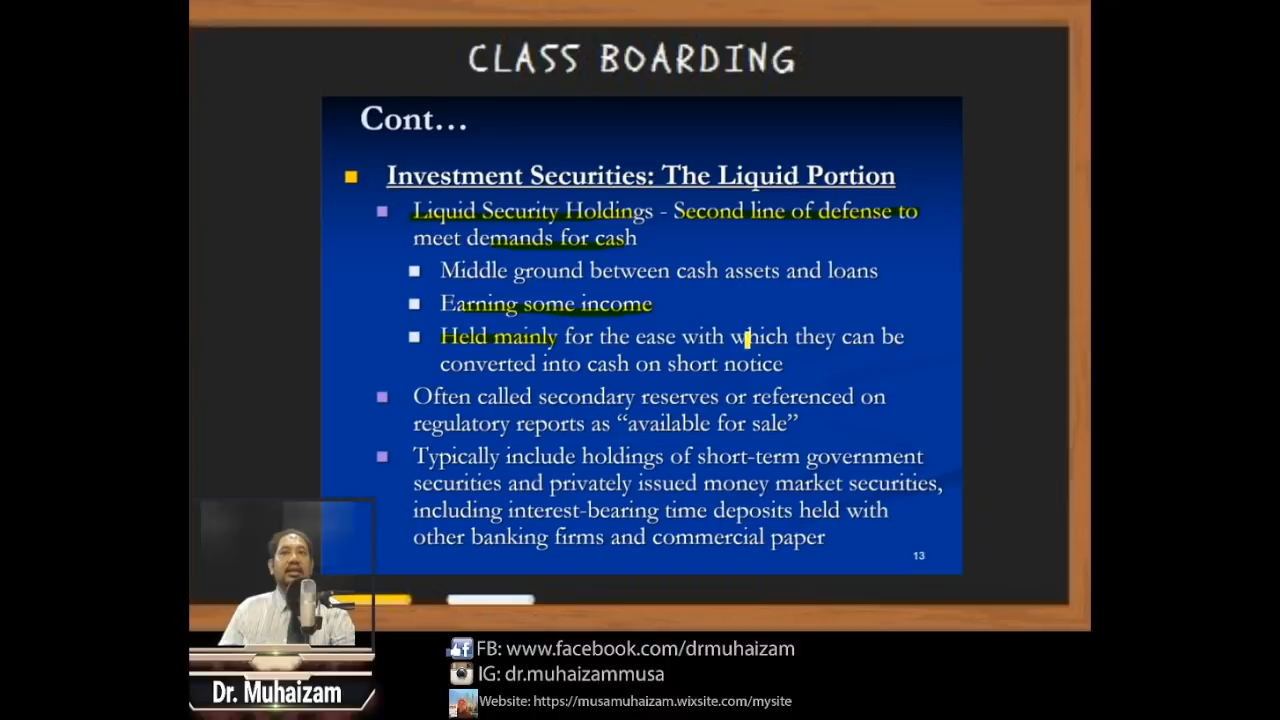 CLASS BOARDING
Cont...
Investment Securities: The Liquid Portion
Liquid Security Holdings - Second line of defense to
meet demands for cash
Middle ground between cash assets and loans
Earning some income
Held mainly for the ease with which they can be
converted into cash on short notice
Often called secondary reserves or referenced on
regulatory reports as “available for sale”
Typically include holdings of short-term government
securities and privately issued money market securities,
including interest-bearing time deposits held with
other banking firms and commercial paper
13
FB: www.facebook.com/drmuhaizam
IG: dr.muhaizammusa
Website: https://musamuhaizam.wixsite.com/mysite
Dr. Muhaizam